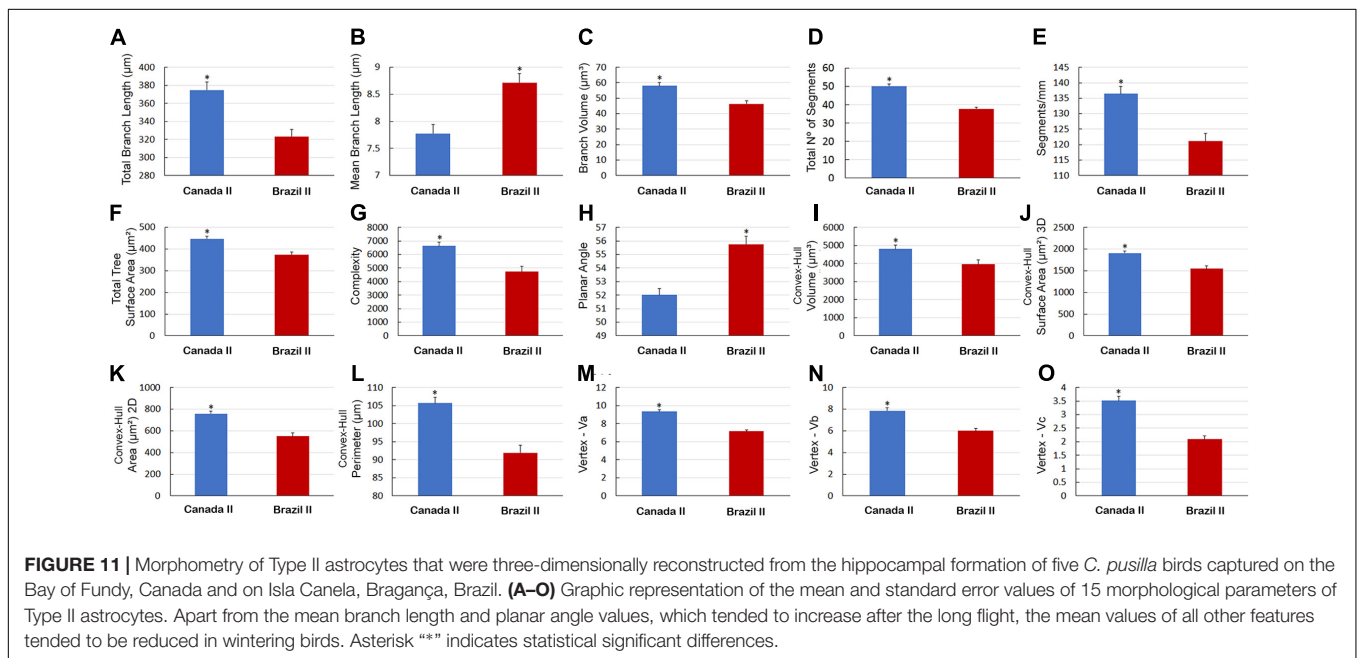 A
Total Branch Length (µm)
400
380
360
340
320
300
280
*
Canada II Brazil II
B
Mean Branch Length (µm)
9
8.5
8
7.5
7
*
Canada II Brazil II
C
Branch Volume (µm³)
70
60
50
40
30
20
10
0
*
Canada II Brazil II
D
Total Nº of Segments
60
50
40
30
20
10
0
*
Canada II Brazil II
E
Segments/mm
145
140
135
130
125
120
115
110
*
Canada II Brazil II
F
Total Tree
Surface Area (µm²)
500
400
300
200
100
0
*
Canada II Brazil II
G
Complexity
8000
7000
6000
5000
4000
3000
2000
1000
0
*
Canada II Brazil II
H
Planar Angle
57
56
55
54
53
52
51
50
49
*
Canada II Brazil II
I
Convex-Hull
Volume (µm³)
6000
5000
4000
3000
2000
1000
0
*
Canada II Brazil II
J
Convex-Hull
Surface Area (µm²) 3D
2500
2000
1500
1000
500
0
*
Canada II Brazil II
K
Convex-Hull
Area (µm²) 2D
1000
800
600
400
200
0
*
Canada II Brazil II
L
Convex-Hull
Perimeter (µm)
110
105
100
95
90
85
80
*
Canada II Brazil II
M
Vertex - Va
12
10
8
6
4
2
0
*
Canada II Brazil II
N
Vertex - Vb
10
8
6
4
2
0
*
Canada II Brazil II
O
Vertex - Vc
4
3.5
3
2.5
2
1.5
1
0.5
0
*
Canada II Brazil II
FIGURE 11 | Morphometry of Type II astrocytes that were three-dimensionally reconstructed from the hippocampal formation of five C. pusilla birds captured on the
Bay of Fundy, Canada and on Isla Canela, Bragança, Brazil. (A–O) Graphic representation of the mean and standard error values of 15 morphological parameters of
Type II astrocytes. Apart from the mean branch length and planar angle values, which tended to increase after the long flight, the mean values of all other features
tended to be reduced in wintering birds. Asterisk “*” indicates statistical significant differences.